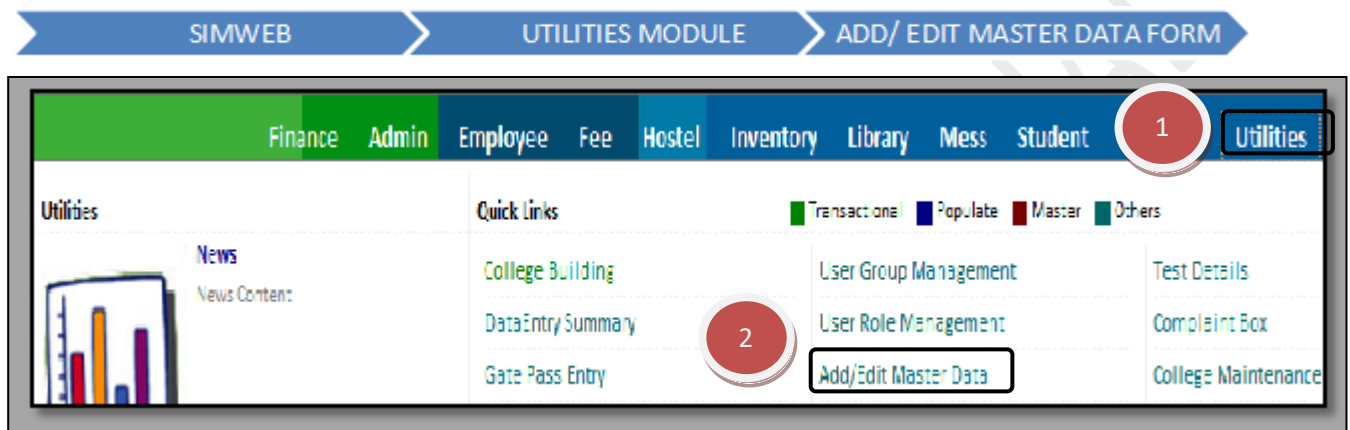 SIMWEB UTILITIES MODULE ADD/ EDIT MASTER DATA FORM
Finance Admin Employee Fee Hostel Inventory Library Mess Student 1 Utilities
Utilities Quick Links Transactional Populate Master Others
News
News Content
College Building User Group Management Test Details
DataEntry Summary User Role Management Complaint Box
2
Gate Pass Entry Add/Edit Master Data College Maintenance